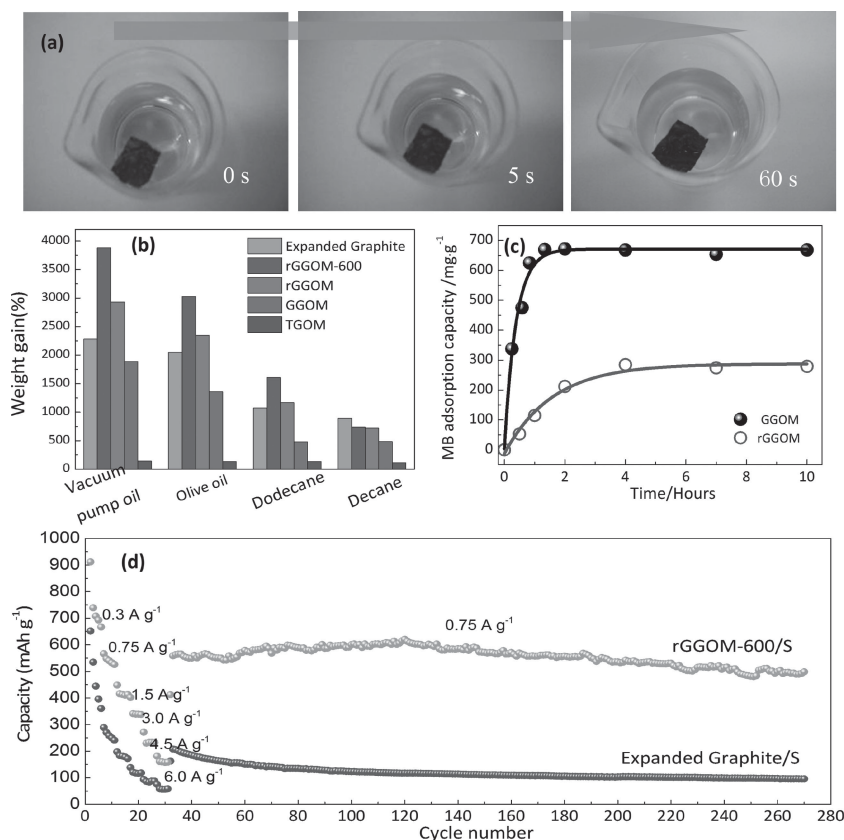 (a)
0 s
5 s
60 s
(b)
Weight gain(%)
4000
3500
3000
2500
2000
1500
1000
500
0
Expanded Graphite
rGGOM-600
rGGOM
GGOM
TGOM
Vacuum
pump oil
Olive oil
Dodecane
Decane
(c)
MB adsorption capacity /mg.g-1
700
600
500
400
300
200
100
0
GGOM
rGGOM
0 2 4 6 8 10
Time/Hours
(d)
Capacity (mAh g-1)
1000
900
800
700
600
500
400
300
200
100
0
0.3 A g-1
0.75 A g-1
1.5 A g-1
3.0 A g-1
4.5 A g-1
6.0 A g-1
0.75 A g-1
rGGOM-600/S
Expanded Graphite/S
0 20 40 60 80 100 120 140 160 180 200 220 240 260 280
Cycle number